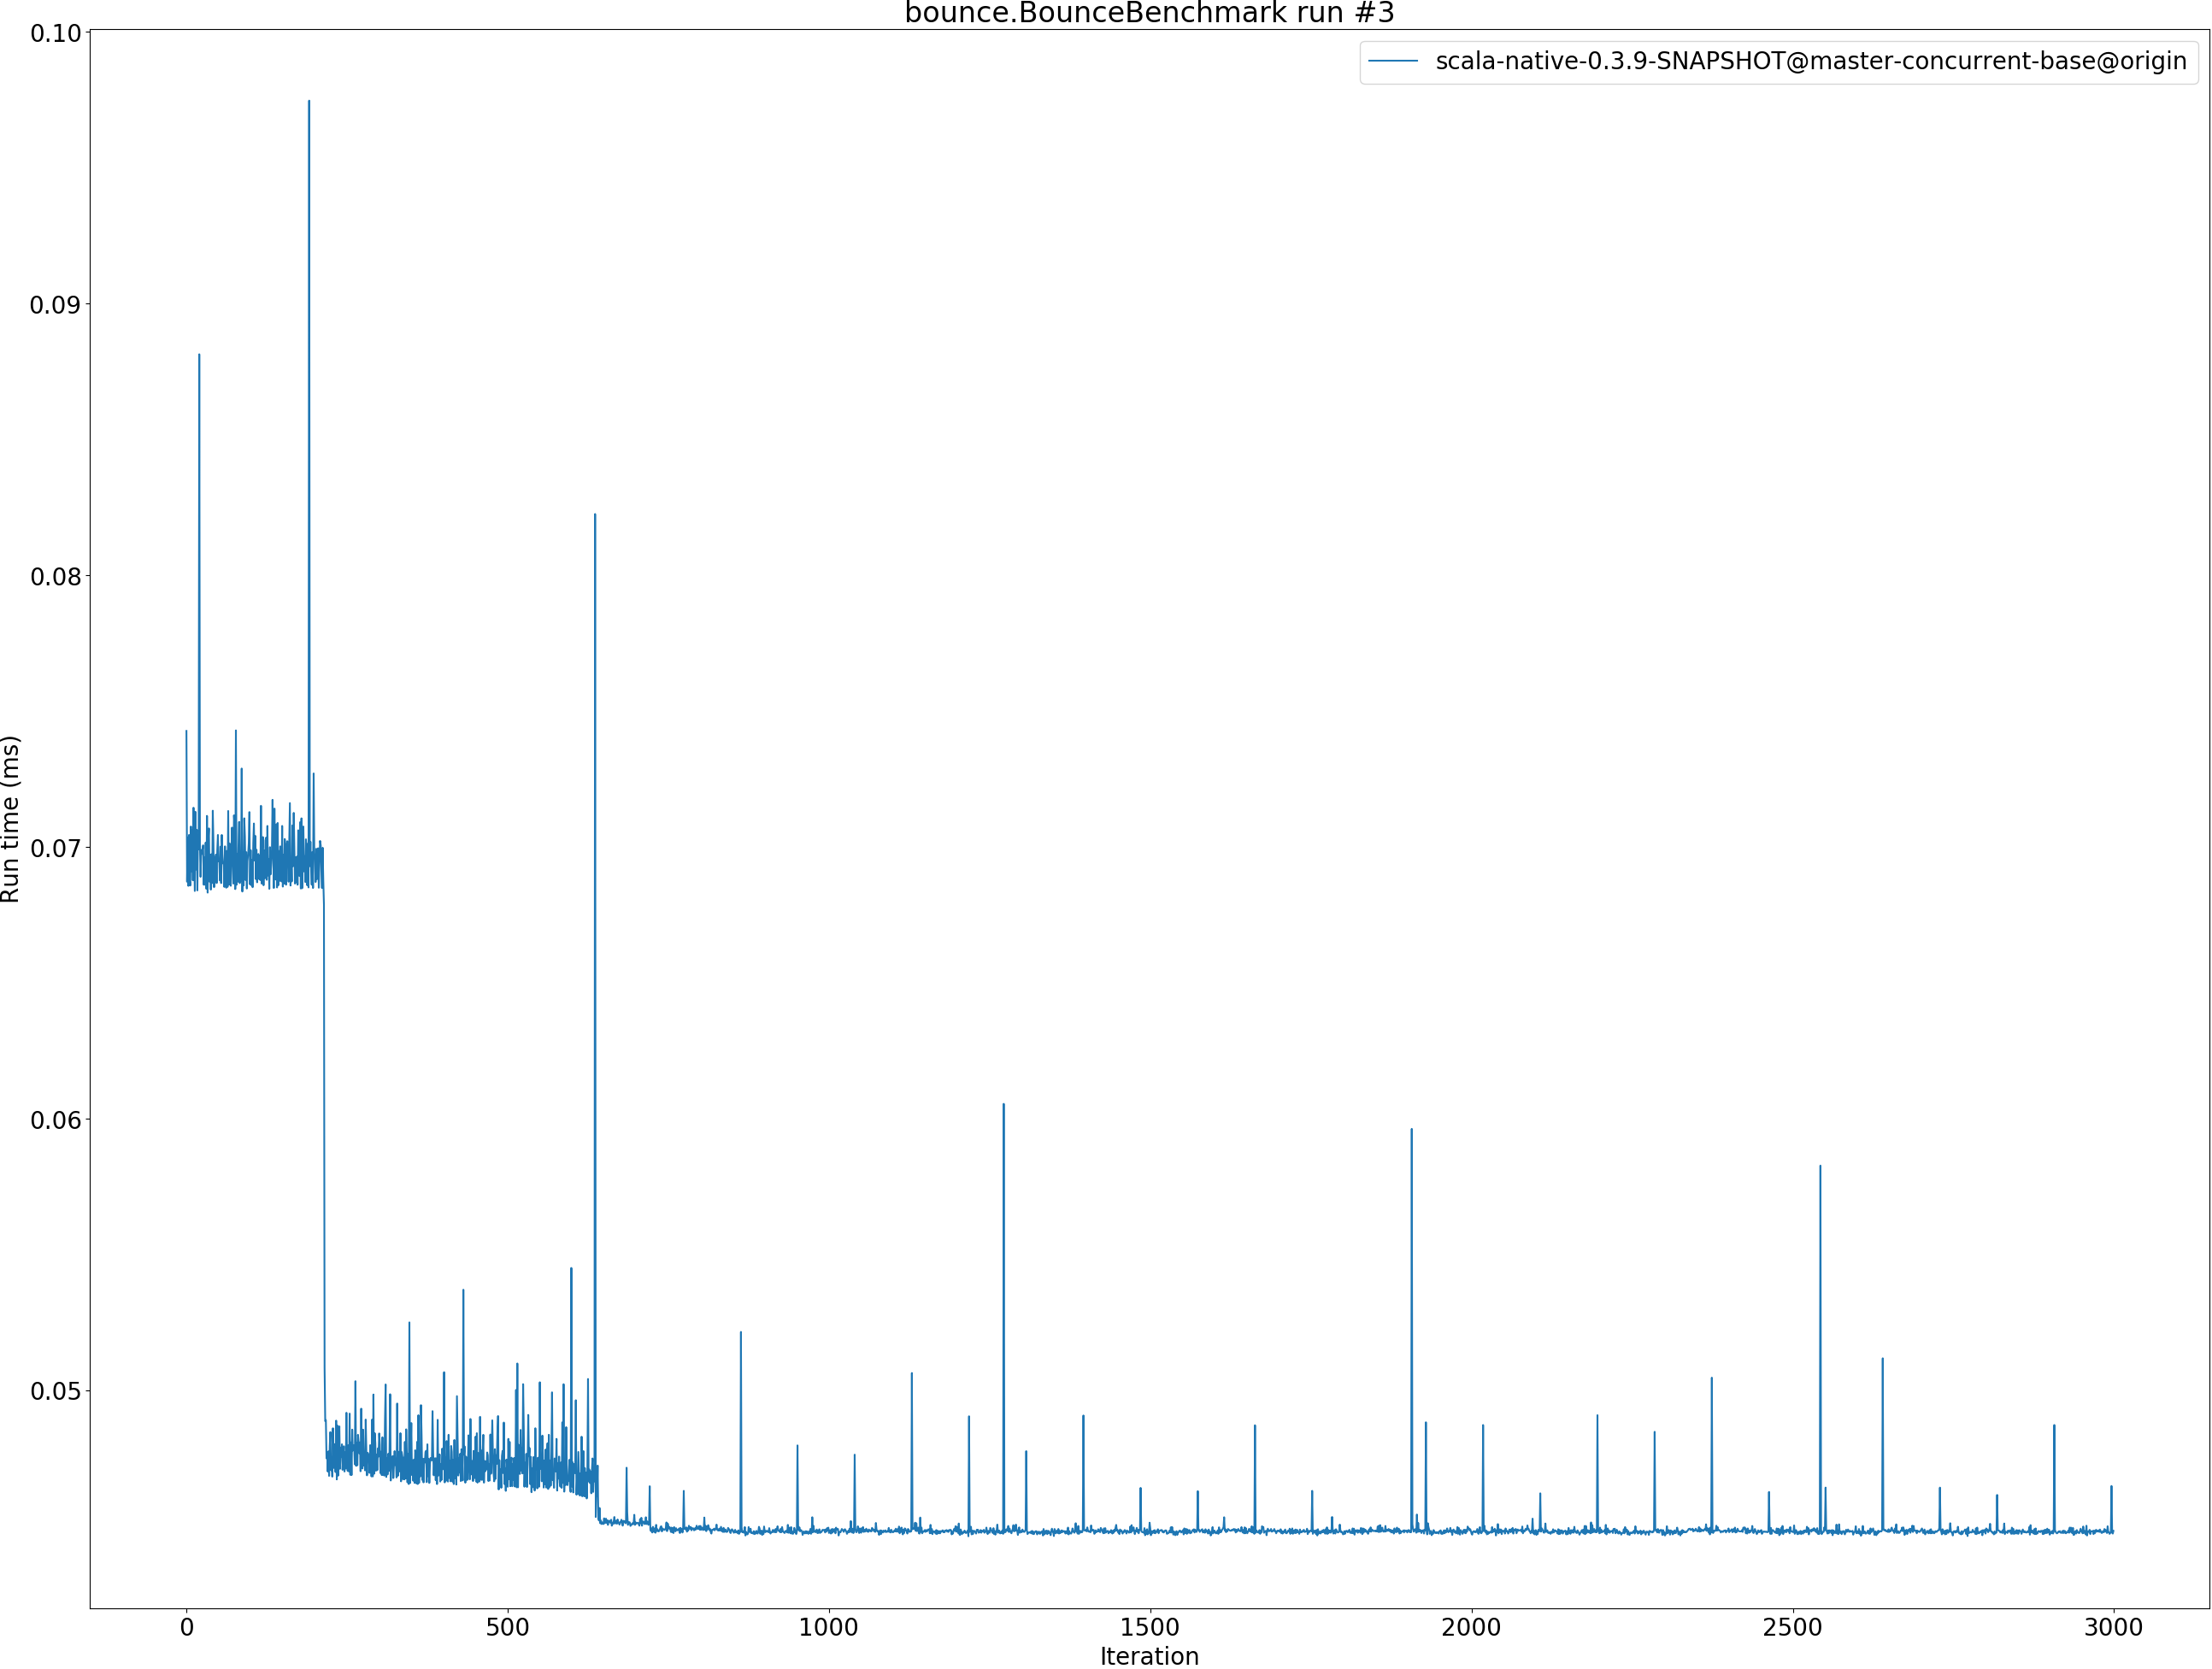 bounce.BounceBenchmark run #3
scala-native-0.3.9-SNAPSHOT@master-concurrent-base@origin
Run time (ms)
0.10
0.09
0.08
0.07
0.06
0.05
0 500 1000 1500 2000 2500 3000
Iteration